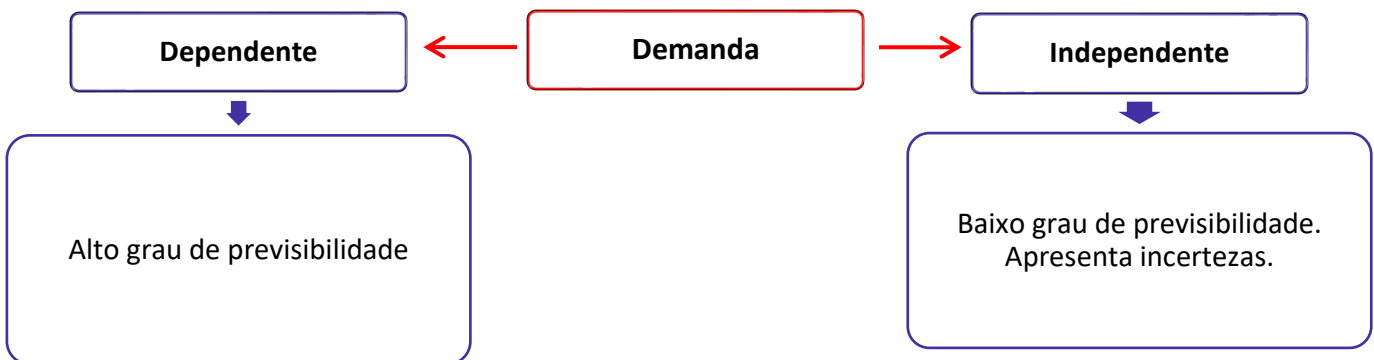 Dependente
Demanda
Independente
Alto grau de previsibilidade
Baixo grau de previsibilidade.
Apresenta incertezas.